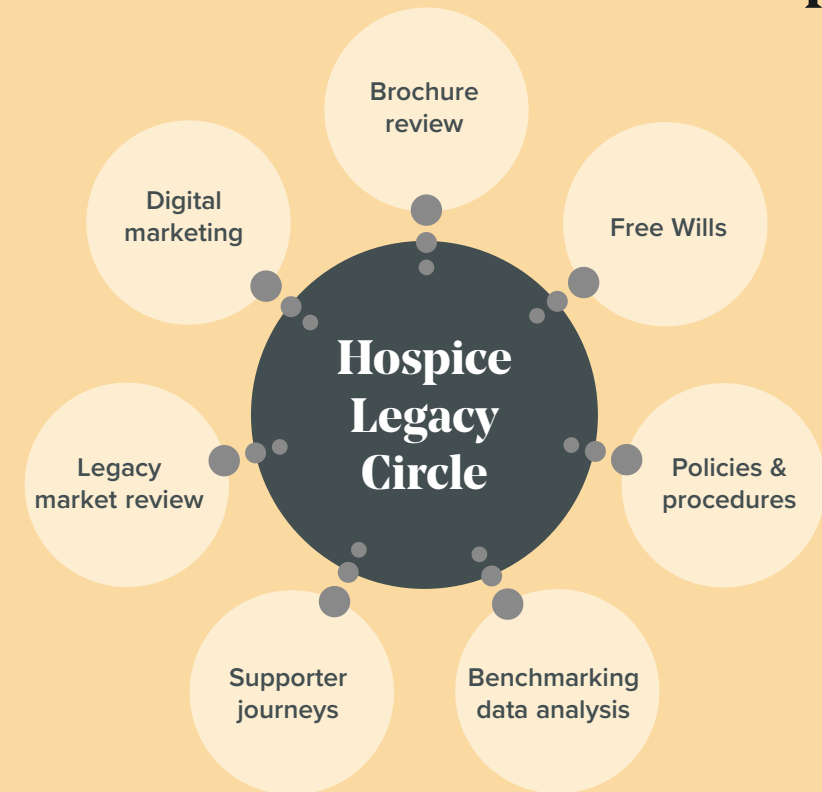 Brochure
review
Digital
marketing
Free Wills
Hospice
Legacy
Circle
Legacy
market review
Policies &
procedures
Supporter
journeys
Benchmarking
data analysis